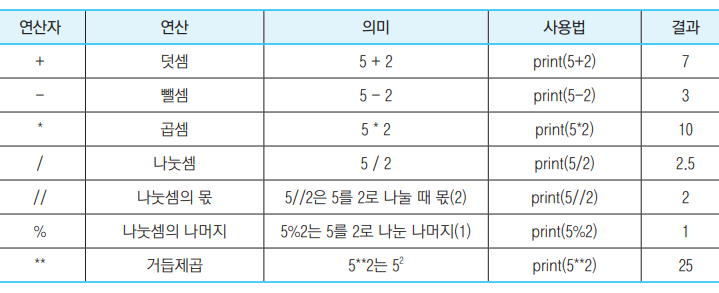 연산자 연산 의미 사용법 결과
+ 덧셈 5 + 2 print(5+2) 7
- 뺄셈 5 - 2 print(5-2) 3
* 곱셈 5 * 2 print(5*2) 10
/ 나눗셈 5 / 2 print(5/2) 2.5
// 나눗셈의 몫 5//2은 5를 2로 나눌 때 몫(2) print(5//2) 2
% 나눗셈의 나머지 5%2는 5를 2로 나눈 나머지(1) print(5%2) 1
** 거듭제곱 5**2는 5² print(5**2) 25